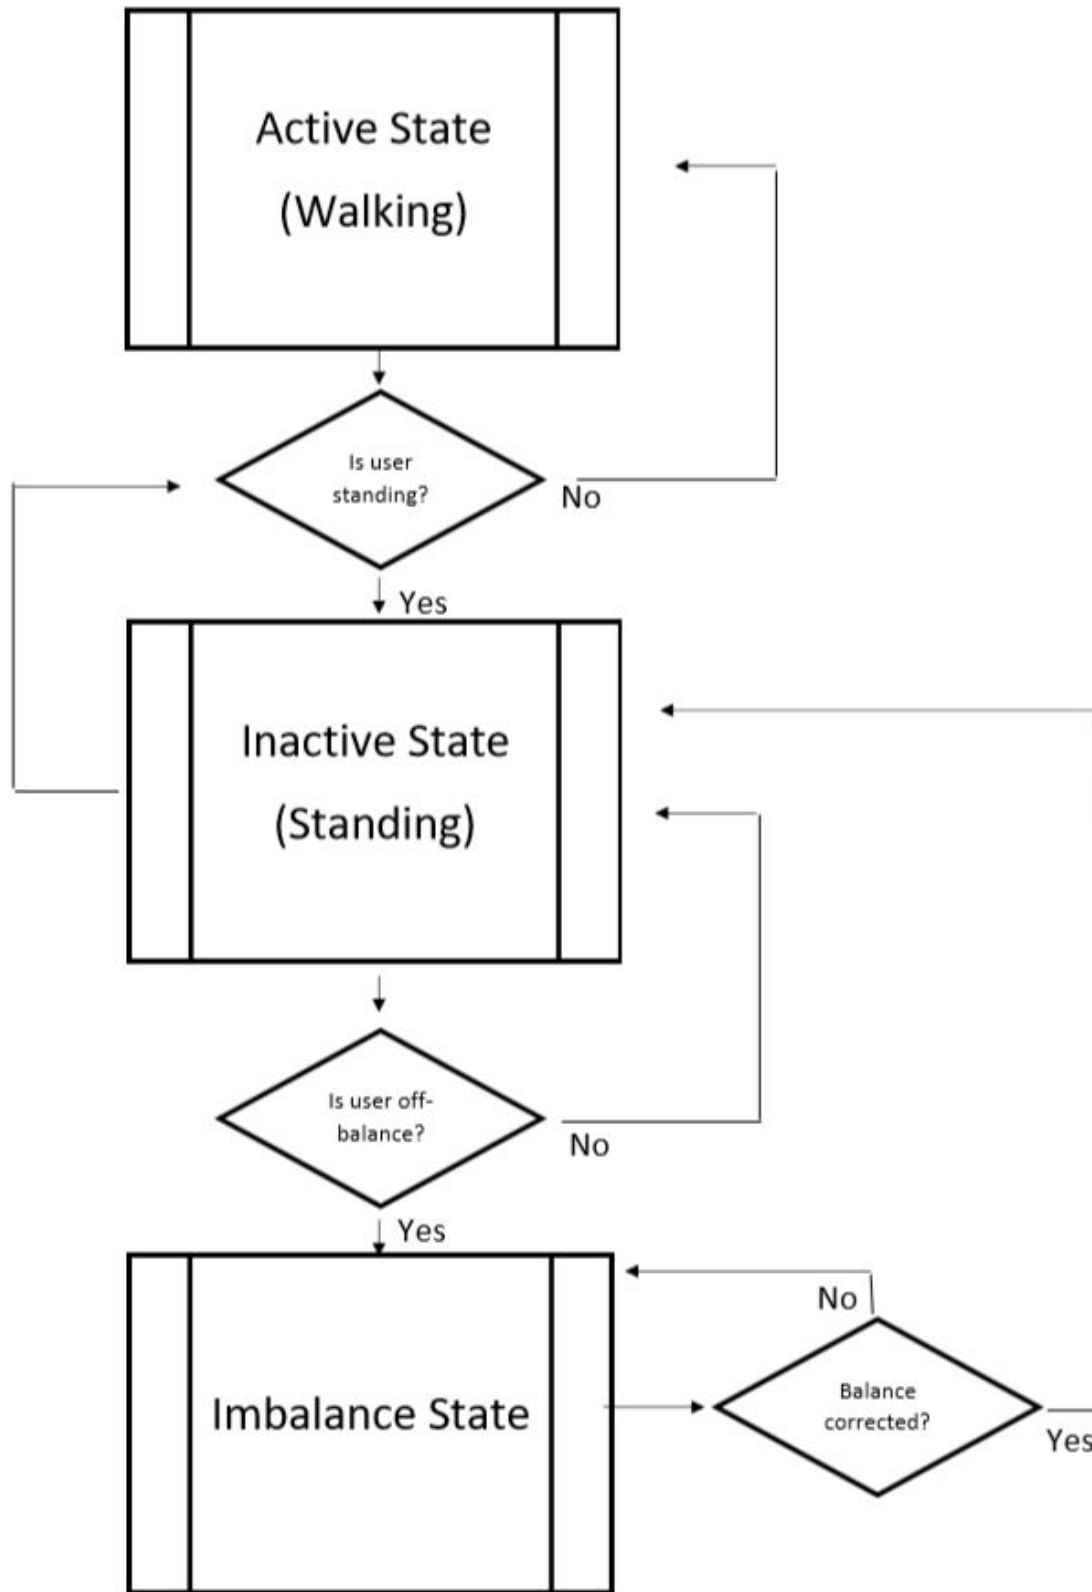 Active State
(Walking)
Is user
standing?
No
Yes
Inactive State
(Standing)
Is user off-
balance?
No
Yes
No
Imbalance State
Balance
corrected?
Yes